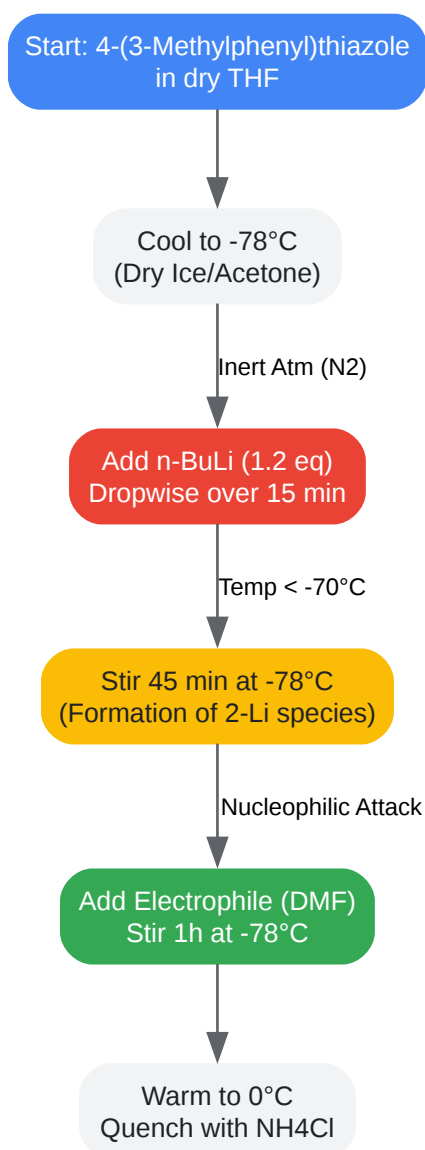 Start: 4-(3-Methylphenyl)thiazole
in dry THF
Cool to -78°C
(Dry Ice/Acetone)
Inert Atm (N2)
Add n-BuLi (1.2 eq)
Dropwise over 15 min
Temp < -70°C
Stir 45 min at -78°C
(Formation of 2-Li species)
Nucleophilic Attack
Add Electrophile (DMF)
Stir 1h at -78°C
Warm to 0°C
Quench with NH4Cl